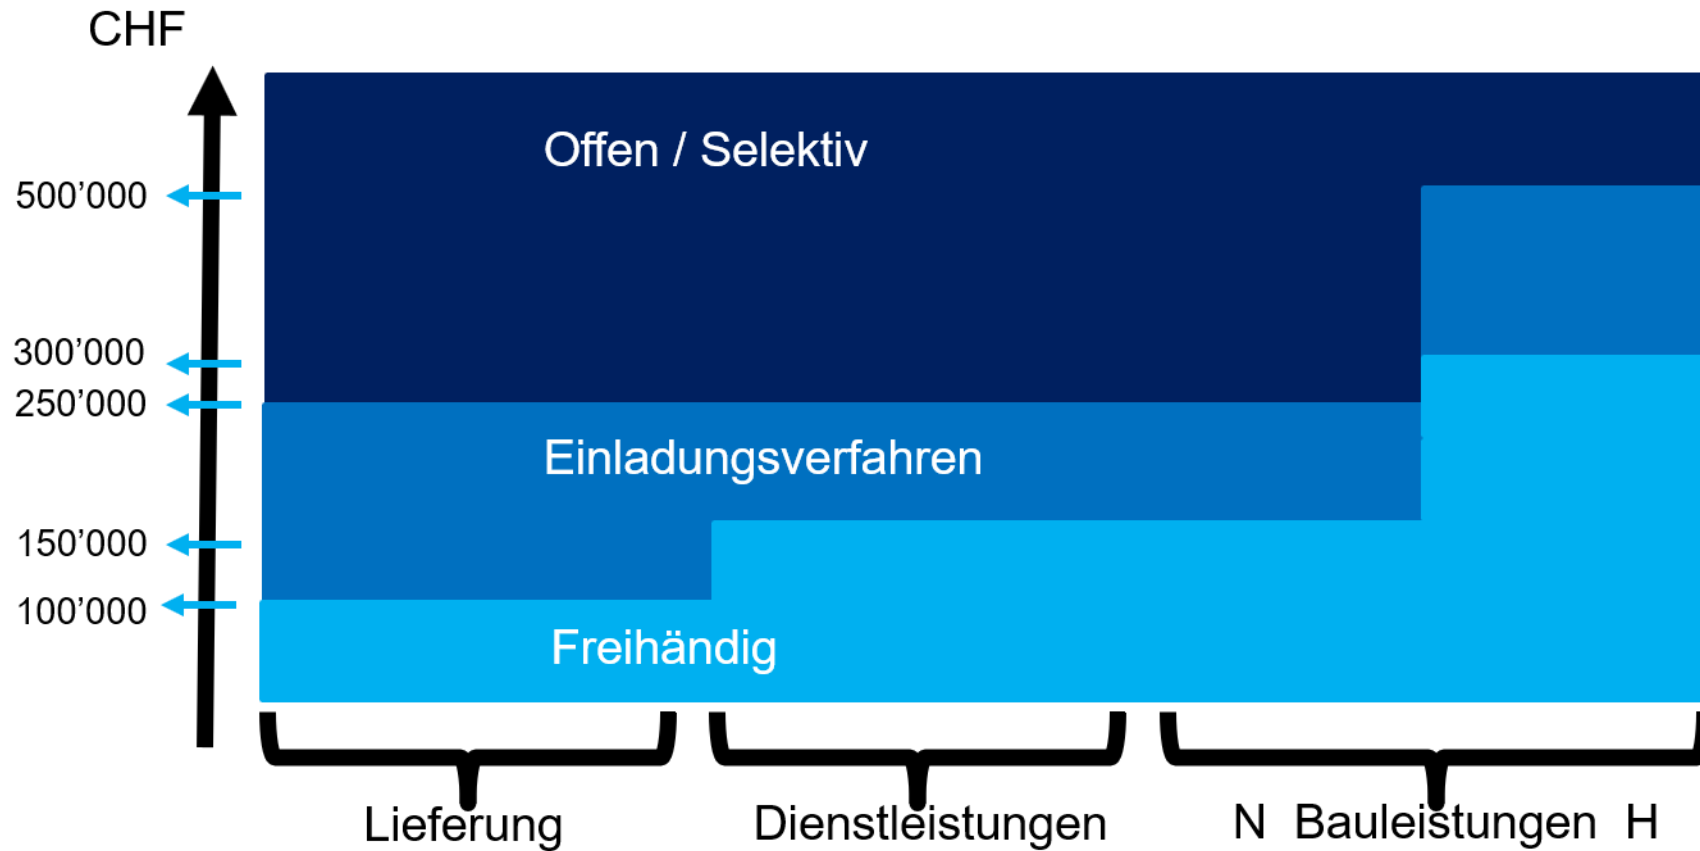 CHF
Offen / Selektiv
500’000
300’000
250’000
Einladungsverfahren
150’000
100’000
Freihändig
Lieferung
Dienstleistungen
N Bauleistungen H